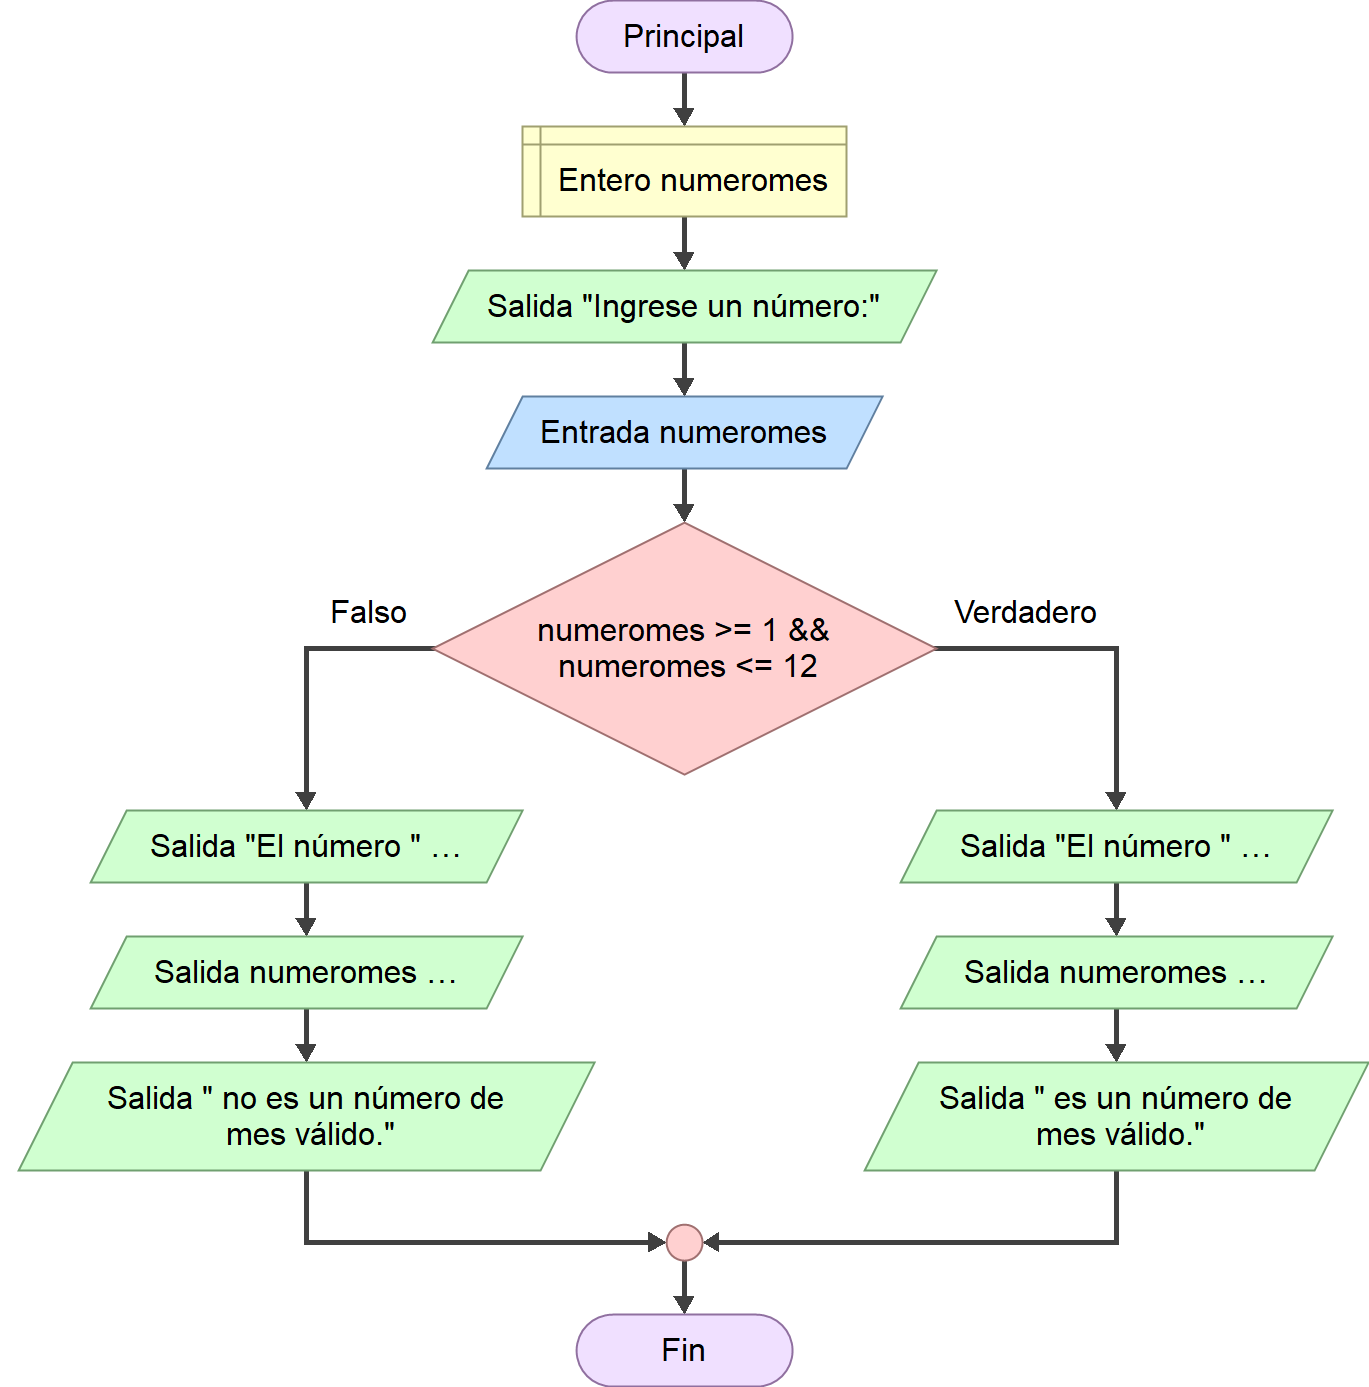 Principal
Entero numeromes
Salida "Ingrese un número:"
Entrada numeromes
Falso
Verdadero
numeromes >= 1 &&
numeromes <= 12
Salida "El número " …
Salida "El número " …
Salida numeromes …
Salida numeromes …
Salida " no es un número de
mes válido."
Salida " es un número de
mes válido."
Fin